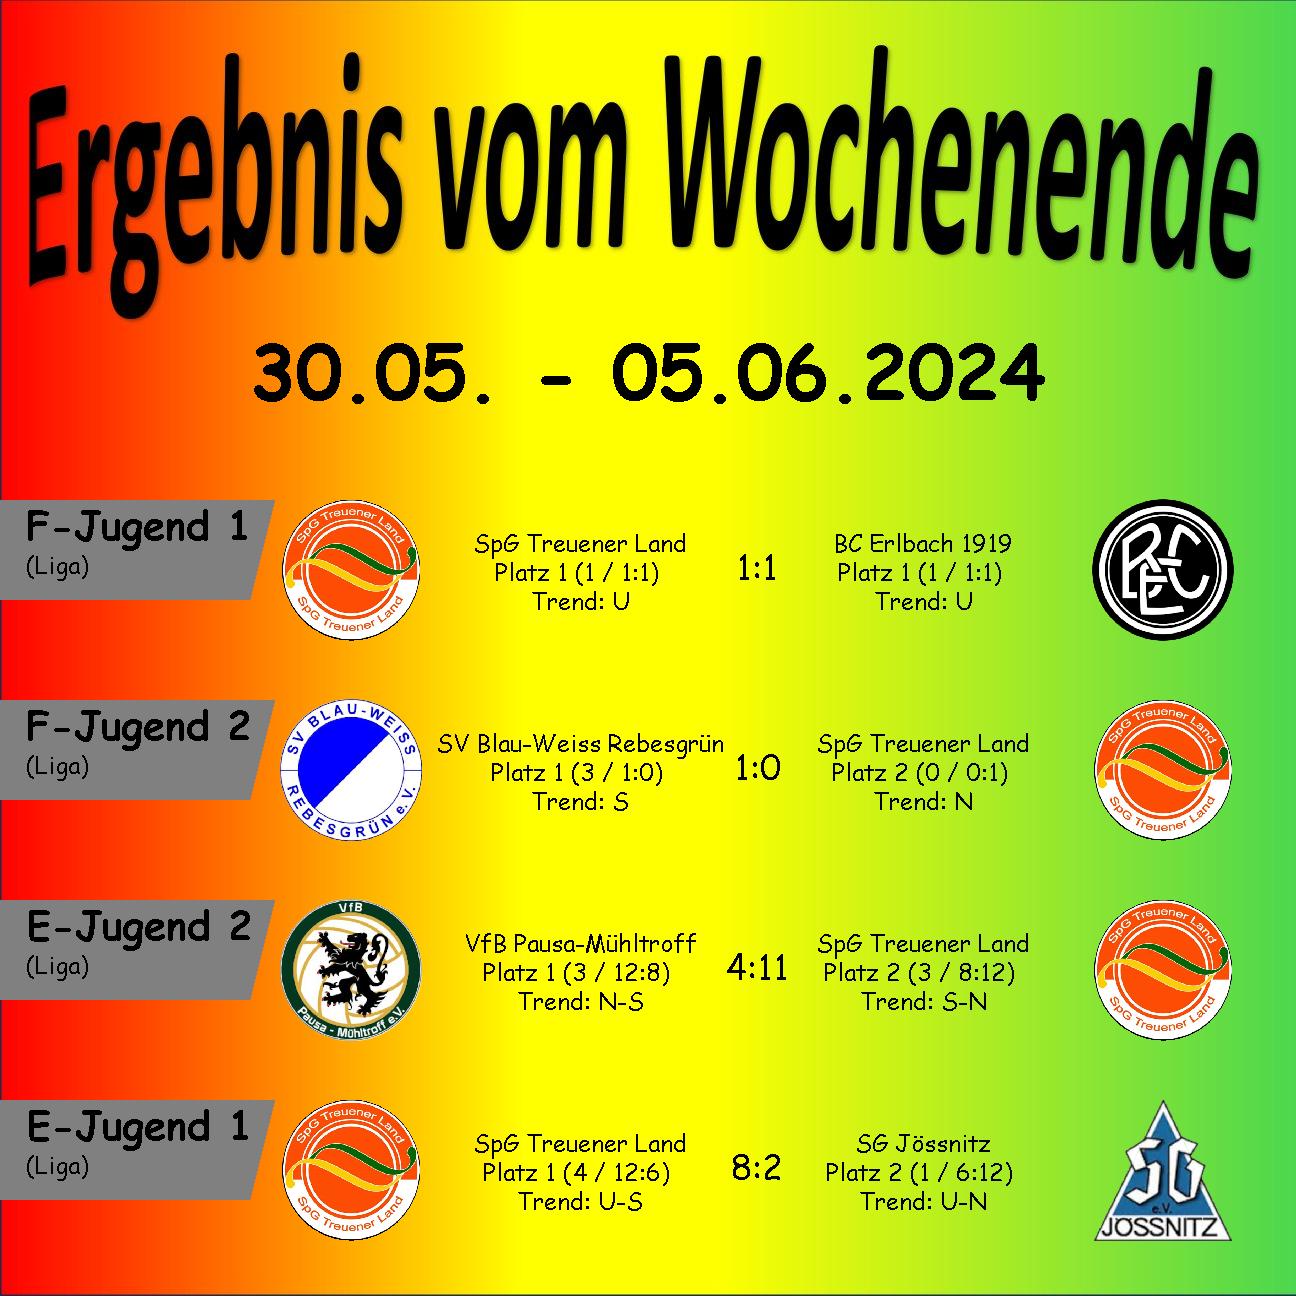 Ergebnis vom Wochenende
30.05. - 05.06.2024
F-Jugend 1
(Liga)
SpG Treuener Land
SpG Treuener Land
SpG Treuener Land
Platz 1 (1 / 1:1)
Trend: U
1:1
BC Erlbach 1919
Platz 1 (1 / 1:1)
Trend: U
BCE
F-Jugend 2
(Liga)
SV BLAU-WEISS
REBESGRÜN e.V.
SV Blau-Weiss Rebesgrün
Platz 1 (3 / 1:0)
Trend: S
1:0
SpG Treuener Land
Platz 2 (0 / 0:1)
Trend: N
SpG Treuener Land
SpG Treuener Land
E-Jugend 2
(Liga)
VfB
Pausa - Mühltroff e.V.
VfB Pausa-Mühltroff
Platz 1 (3 / 12:8)
Trend: N-S
4:11
SpG Treuener Land
Platz 2 (3 / 8:12)
Trend: S-N
SpG Treuener Land
SpG Treuener Land
E-Jugend 1
(Liga)
SpG Treuener Land
SpG Treuener Land
SpG Treuener Land
Platz 1 (4 / 12:6)
Trend: U-S
8:2
SG Jössnitz
Platz 2 (1 / 6:12)
Trend: U-N
SG
e.V.
JÖSSNITZ